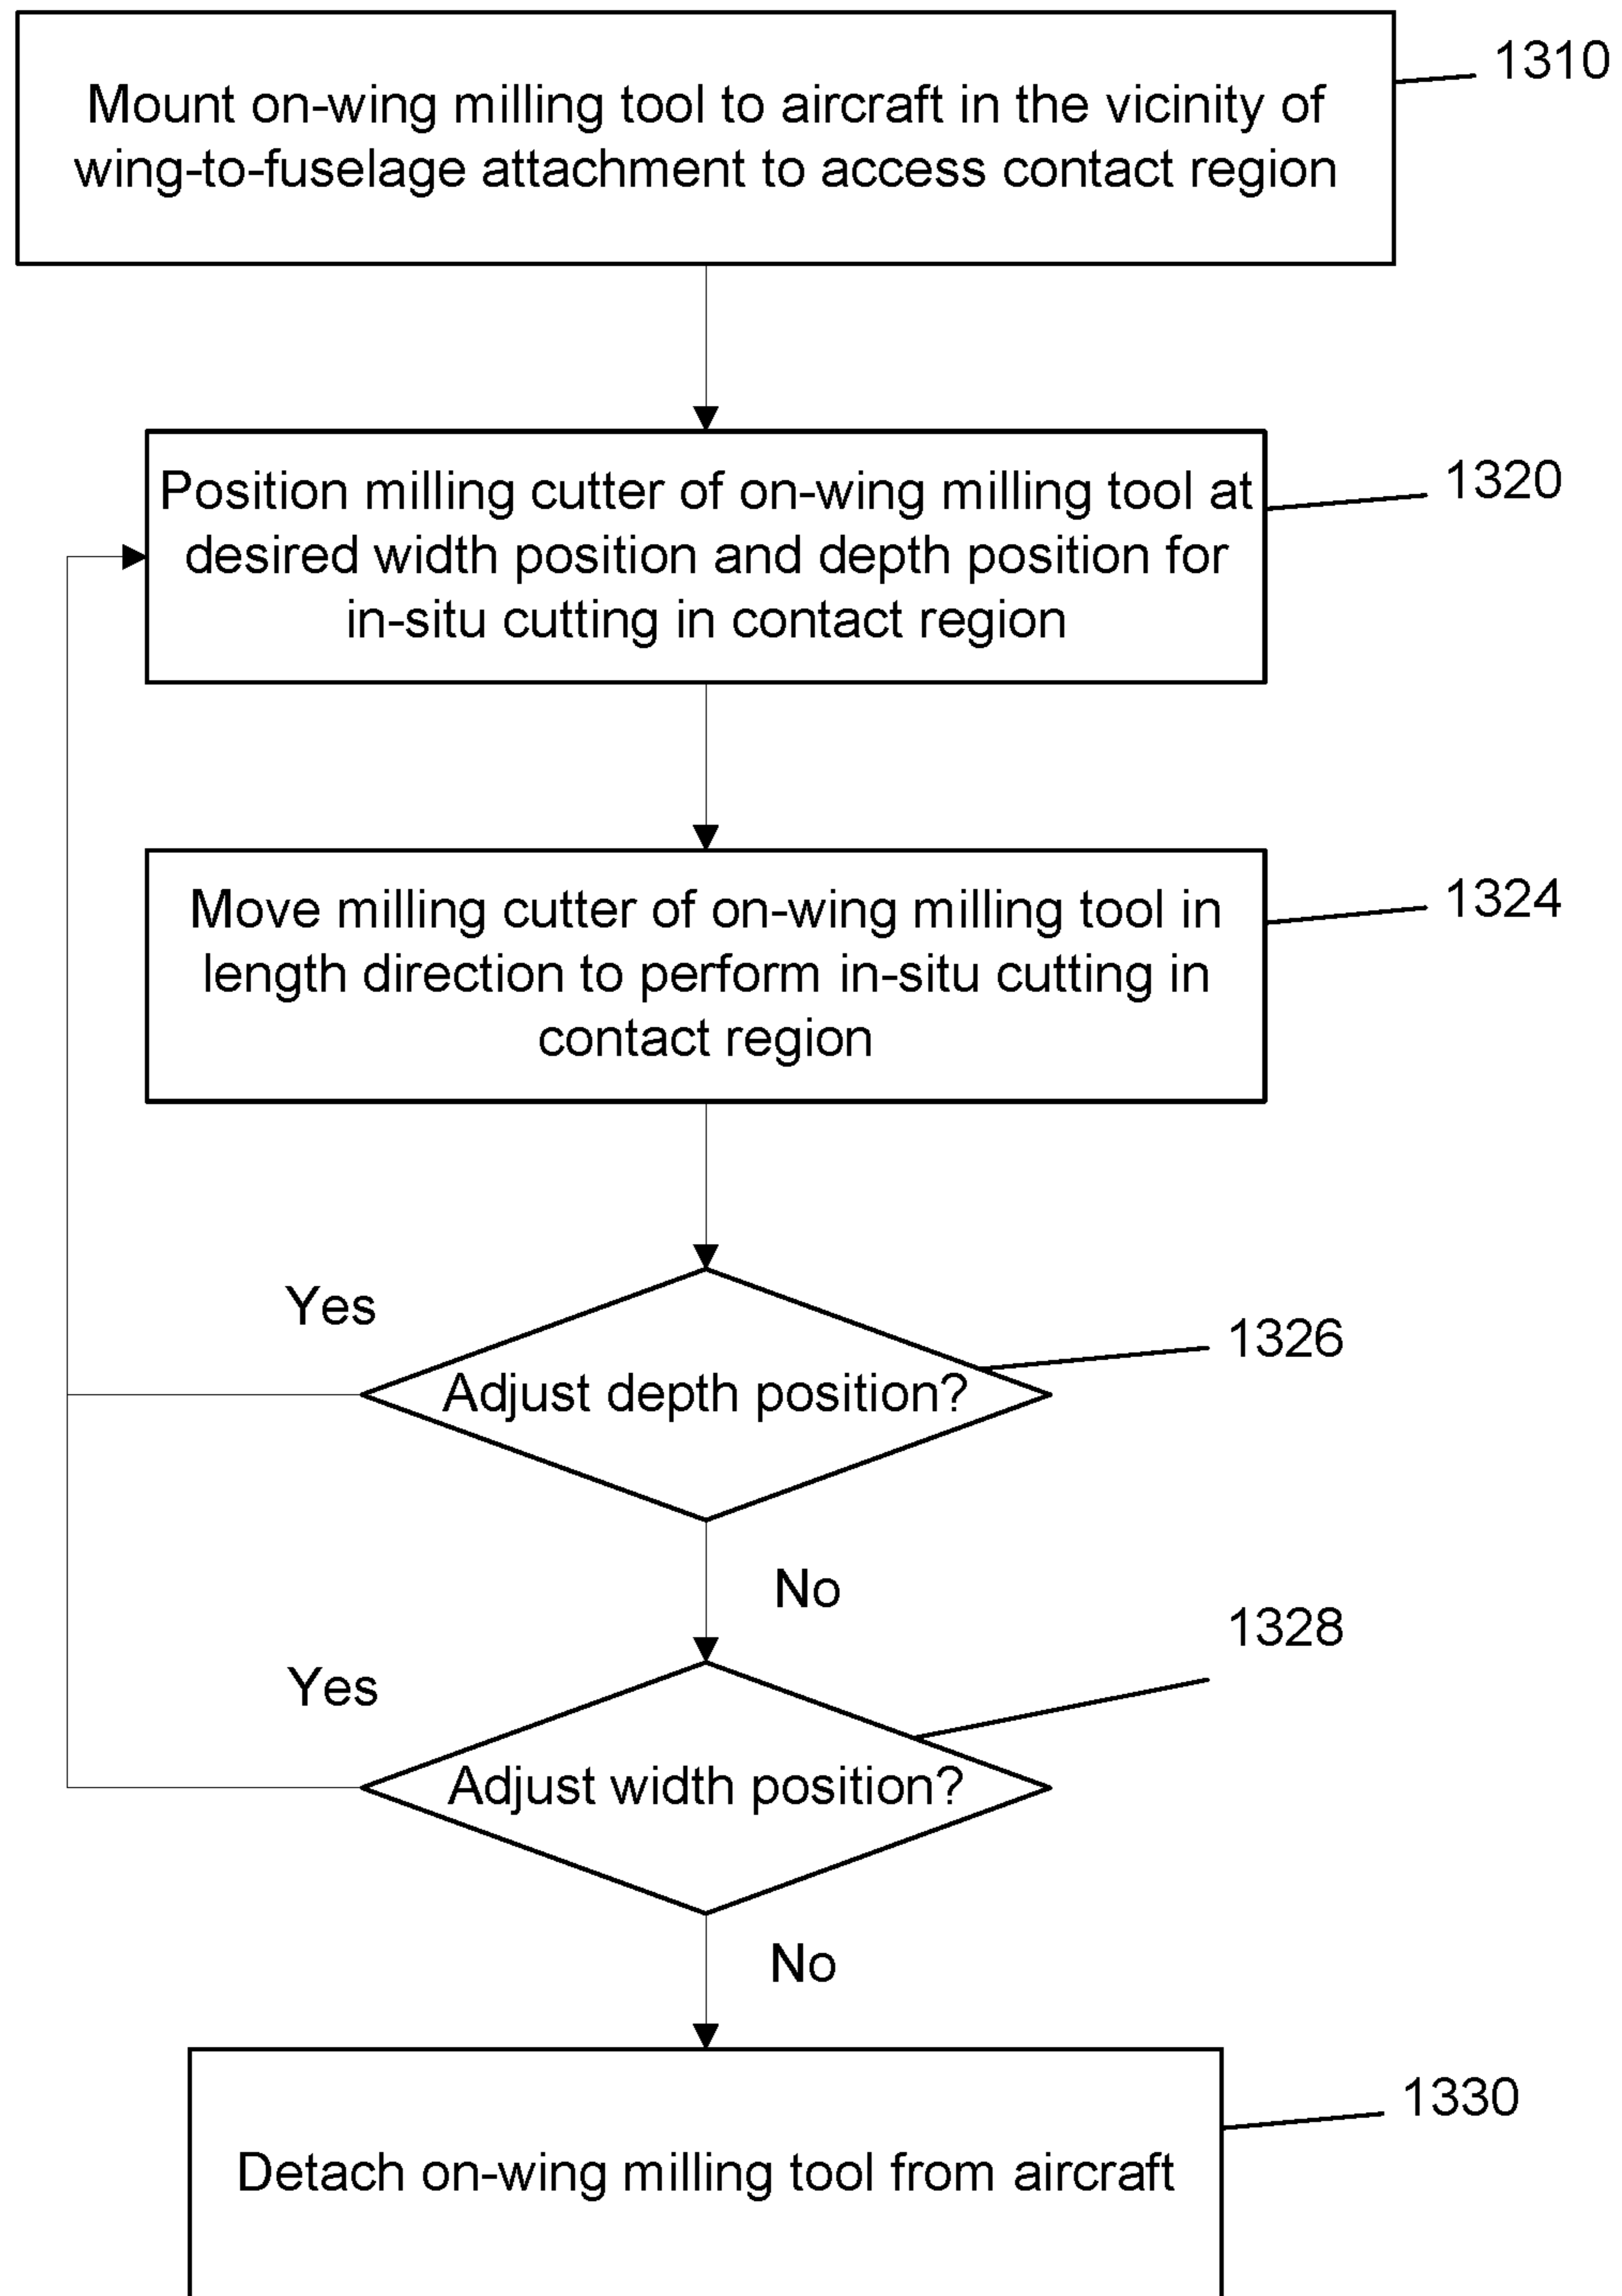 Mount on-wing milling tool to aircraft in the vicinity of
wing-to-fuselage attachment to access contact region
1310
Position milling cutter of on-wing milling tool at
desired width position and depth position for
in-situ cutting in contact region
1320
Move milling cutter of on-wing milling tool in
length direction to perform in-situ cutting in
contact region
1324
Yes
Adjust depth position?
1326
No
1328
Yes
Adjust width position?
No
1330
Detach on-wing milling tool from aircraft